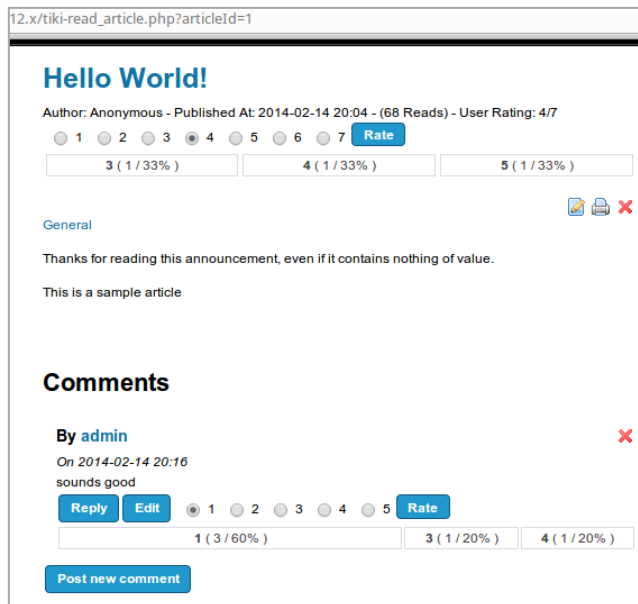 12.x/tiki-read_article.php?articleId=1
Hello World!
Author: Anonymous - Published At: 2014-02-14 20:04 - (68 Reads) - User Rating: 4/7
1 2 3 4 5 6 7 Rate
3 ( 1 / 33% ) 4 ( 1 / 33% ) 5 ( 1 / 33% )
General
Thanks for reading this announcement, even if it contains nothing of value.
This is a sample article
Comments
By admin
On 2014-02-14 20:16
sounds good
Reply Edit 1 2 3 4 5 Rate
1 ( 3 / 60% ) 3 ( 1 / 20% ) 4 ( 1 / 20% )
Post new comment